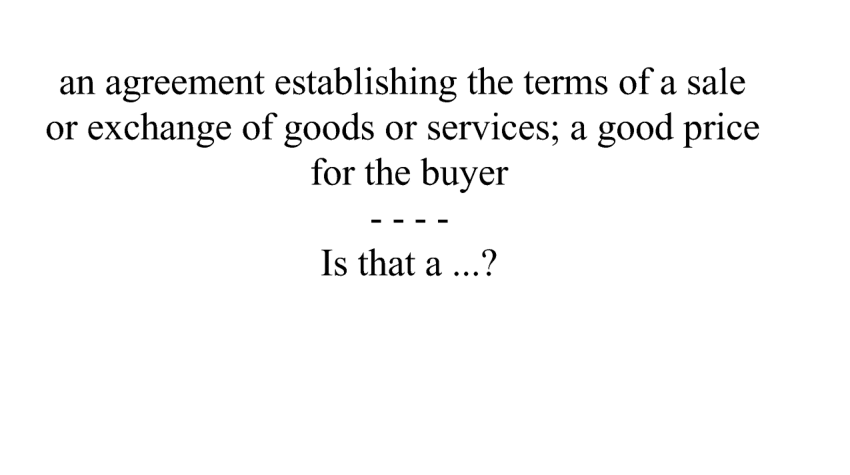 an agreement establishing the terms of a sale
or exchange of goods or services; a good price
for the buyer
- - - -
Is that a ...?